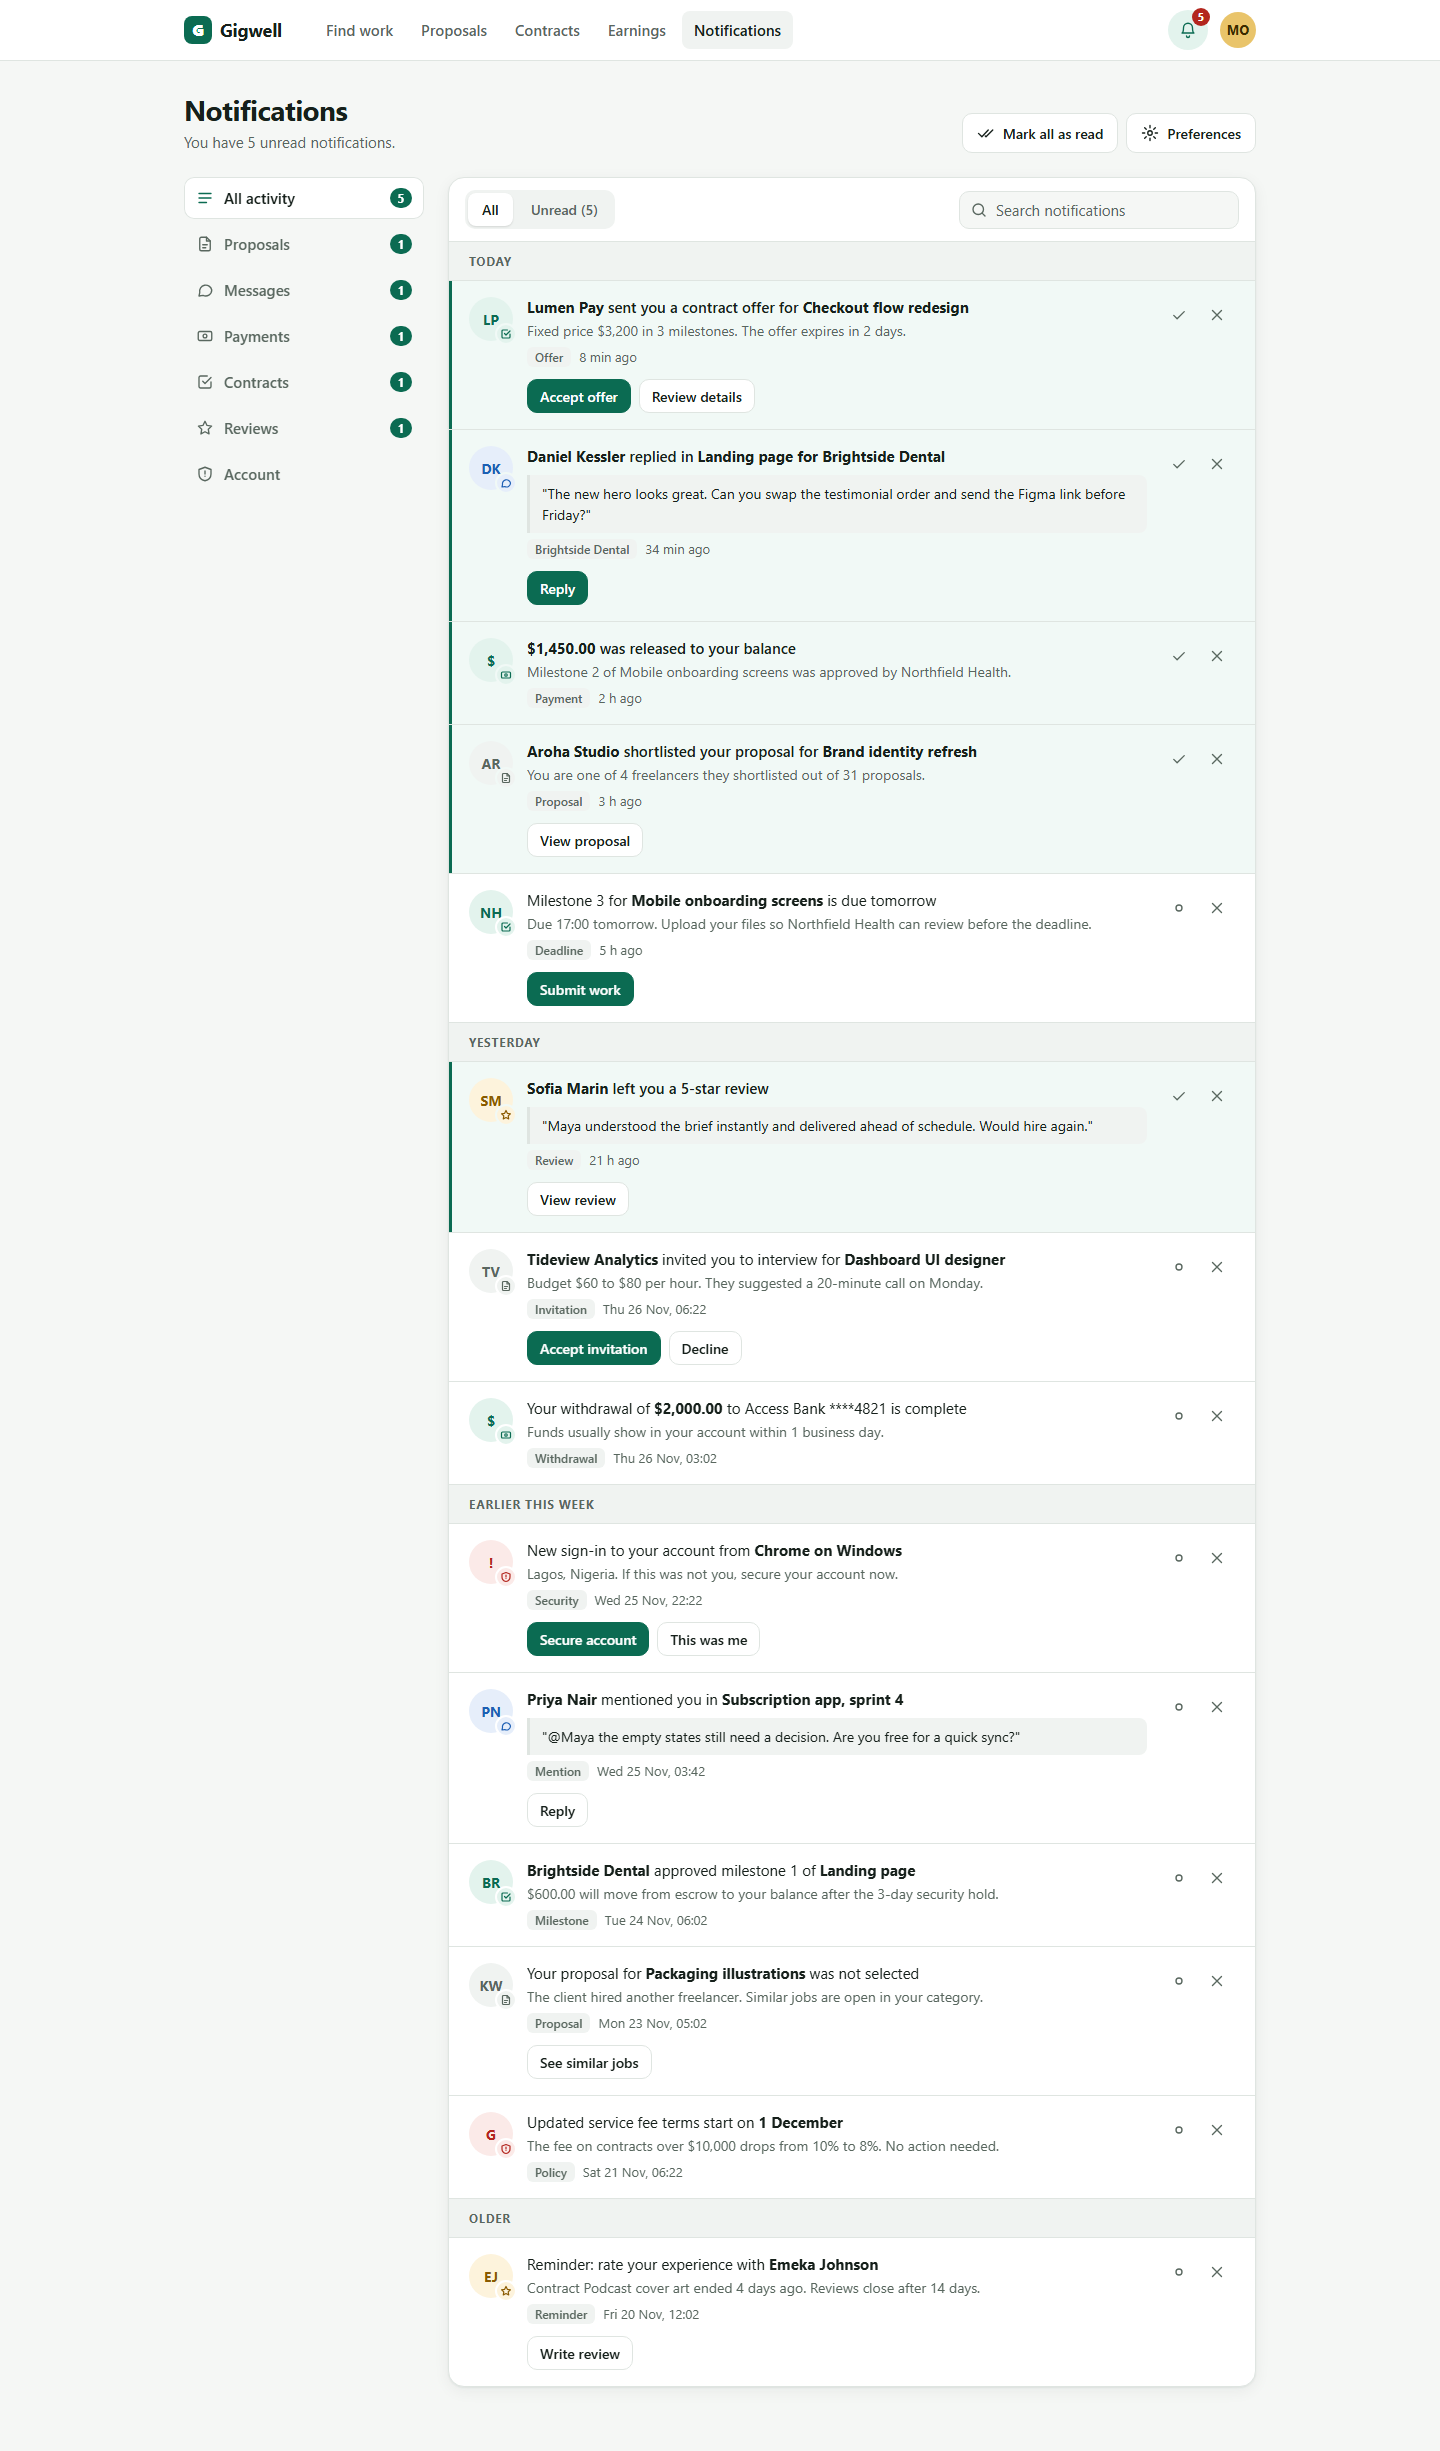 G Gigwell Find work Proposals Contracts Earnings Notifications 5 MO
Notifications
You have 5 unread notifications.
Mark all as read Preferences
All activity 5
Proposals 1
Messages 1
Payments 1
Contracts 1
Reviews 1
Account
All Unread (5) Search notifications
TODAY
LP
Lumen Pay sent you a contract offer for Checkout flow redesign
Fixed price $3,200 in 3 milestones. The offer expires in 2 days.
Offer 8 min ago
Accept offer Review details
DK
Daniel Kessler replied in Landing page for Brightside Dental
"The new hero looks great. Can you swap the testimonial order and send the Figma link before
Friday?"
Brightside Dental 34 min ago
Reply
$
$1,450.00 was released to your balance
Milestone 2 of Mobile onboarding screens was approved by Northfield Health.
Payment 2 h ago
AR
Aroha Studio shortlisted your proposal for Brand identity refresh
You are one of 4 freelancers they shortlisted out of 31 proposals.
Proposal 3 h ago
View proposal
NH
Milestone 3 for Mobile onboarding screens is due tomorrow
Due 17:00 tomorrow. Upload your files so Northfield Health can review before the deadline.
Deadline 5 h ago
Submit work
YESTERDAY
SM
Sofia Marin left you a 5-star review
"Maya understood the brief instantly and delivered ahead of schedule. Would hire again."
Review 21 h ago
View review
TV
Tideview Analytics invited you to interview for Dashboard UI designer
Budget $60 to $80 per hour. They suggested a 20-minute call on Monday.
Invitation Thu 26 Nov, 06:22
Accept invitation Decline
$
Your withdrawal of $2,000.00 to Access Bank ****4821 is complete
Funds usually show in your account within 1 business day.
Withdrawal Thu 26 Nov, 03:02
EARLIER THIS WEEK
!
New sign-in to your account from Chrome on Windows
Lagos, Nigeria. If this was not you, secure your account now.
Security Wed 25 Nov, 22:22
Secure account This was me
PN
Priya Nair mentioned you in Subscription app, sprint 4
"@Maya the empty states still need a decision. Are you free for a quick sync?"
Mention Wed 25 Nov, 03:42
Reply
BR
Brightside Dental approved milestone 1 of Landing page
$600.00 will move from escrow to your balance after the 3-day security hold.
Milestone Tue 24 Nov, 06:02
KW
Your proposal for Packaging illustrations was not selected
The client hired another freelancer. Similar jobs are open in your category.
Proposal Mon 23 Nov, 05:02
See similar jobs
G
Updated service fee terms start on 1 December
The fee on contracts over $10,000 drops from 10% to 8%. No action needed.
Policy Sat 21 Nov, 06:22
OLDER
EJ
Reminder: rate your experience with Emeka Johnson
Contract Podcast cover art ended 4 days ago. Reviews close after 14 days.
Reminder Fri 20 Nov, 12:02
Write review